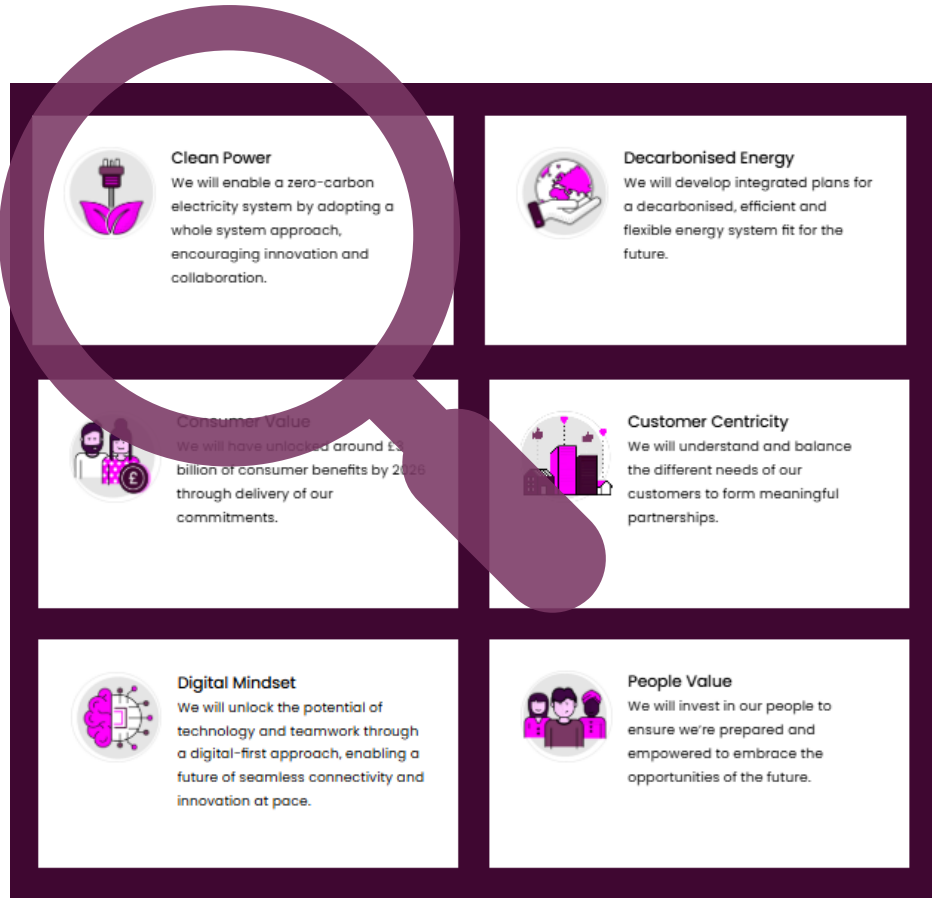 Clean Power
We will enable a zero-carbon
electricity system by adopting a
whole system approach,
encouraging innovation and
collaboration.
Decarbonised Energy
We will develop integrated plans for
a decarbonised, efficient and
flexible energy system fit for the
future.
Consumer Value
We will have unlocked around £3
billion of consumer benefits by 2026
through delivery of our
commitments.
£
Customer Centricity
We will understand and balance
the different needs of our
customers to form meaningful
partnerships.
Digital Mindset
We will unlock the potential of
technology and teamwork through
a digital-first approach, enabling a
future of seamless connectivity and
innovation at pace.
People Value
We will invest in our people to
ensure we're prepared and
empowered to embrace the
opportunities of the future.